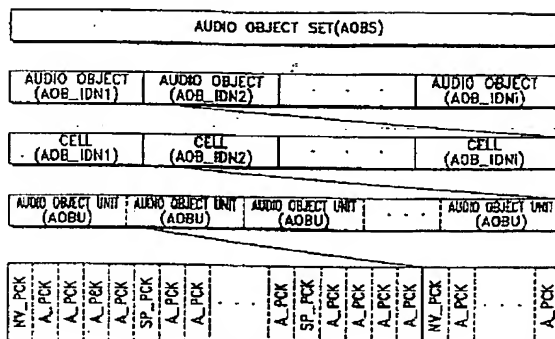 AUDIO OBJECT SET(AOBS)
AUDIO OBJECT AUDIO OBJECT · · · AUDIO OBJECT
(AOB_IDN1) (AOB_IDN2) (AOB_IDNi)
CELL CELL · · · CELL
(AOB_IDN1) (AOB_IDN2) (AOB_IDNi)
AUDIO OBJECT UNIT AUDIO OBJECT UNIT AUDIO OBJECT UNIT · · · AUDIO OBJECT UNIT
(AOBU) (AOBU) (AOBU) (AOBU)
NV_PCK A_PCK A_PCK A_PCK A_PCK SP_PCK A_PCK A_PCK · · · · A_PCK SP_PCK A_PCK A_PCK A_PCK A_PCK NV_PCK A_PCK · · · · A_PCK